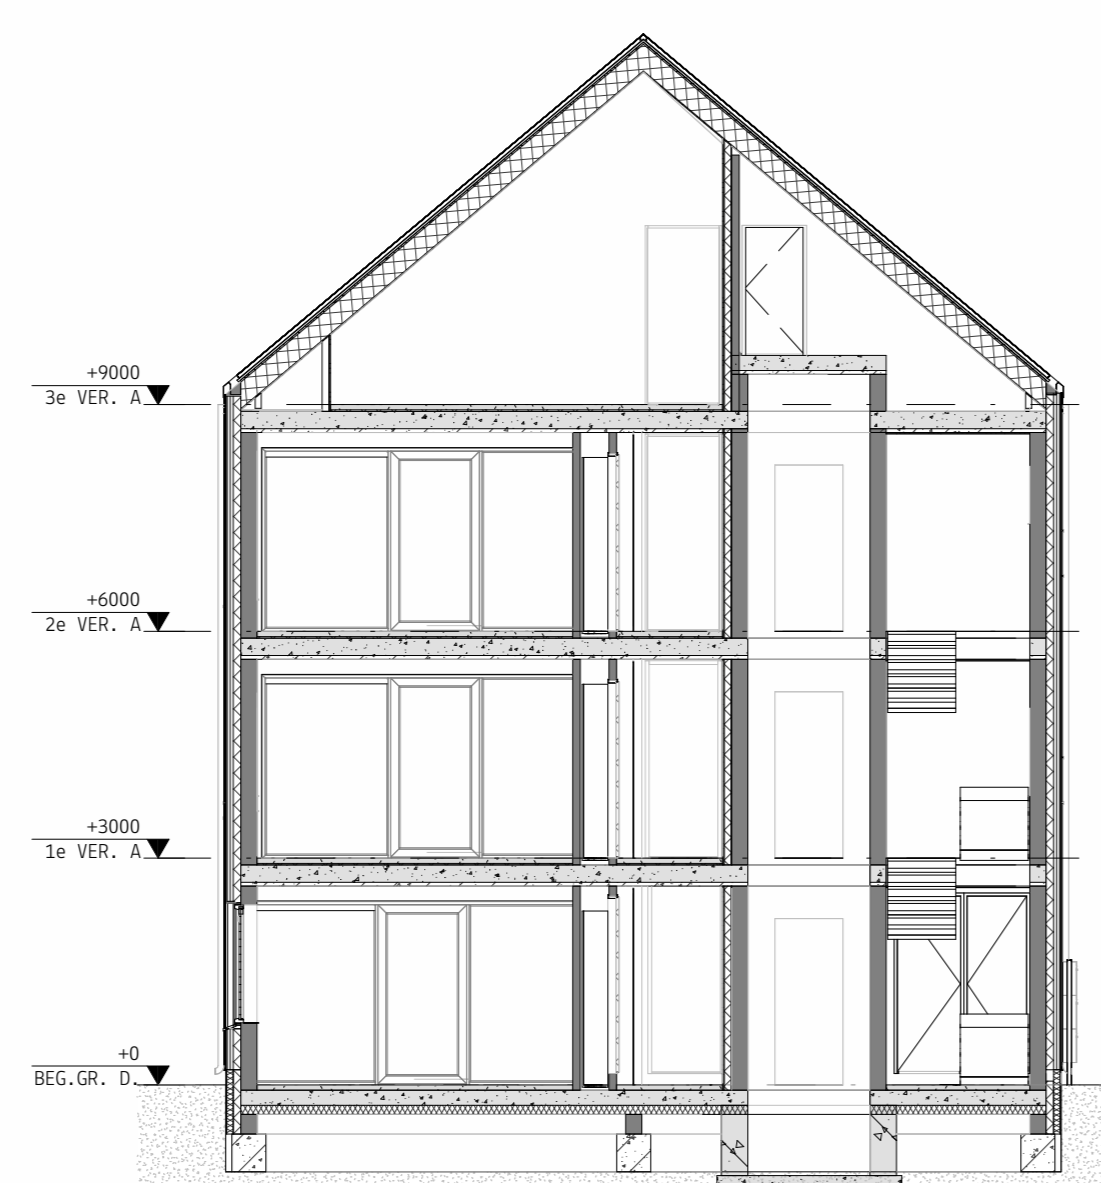 +9000
3e VER. A
+6000
2e VER. A
+3000
1e VER. A
+0
BEG.GR. D.